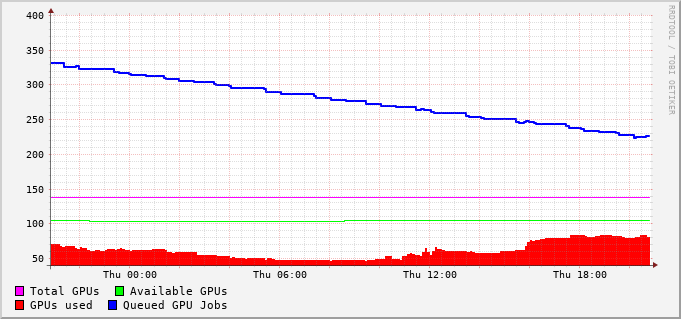 400
350
300
250
200
150
100
50
Thu 00:00 Thu 06:00 Thu 12:00 Thu 18:00
Total GPUs Available GPUs
GPUs used Queued GPU Jobs
RRDTOOL / TOBI OETIKER